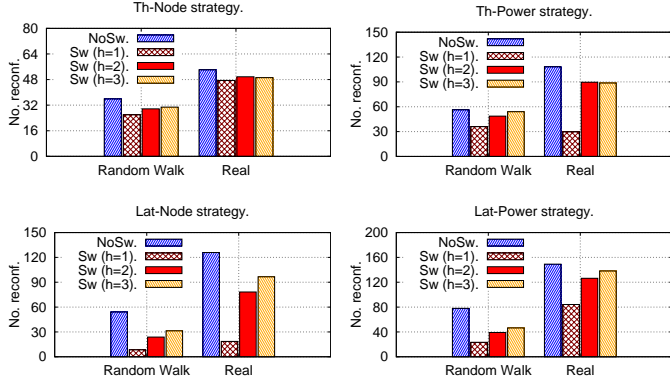 Th-Node strategy.
No. reconf.
80
64
48
32
16
0
NoSw.
Sw (h=1).
Sw (h=2).
Sw (h=3).
Random Walk
Real
Th-Power strategy.
No. reconf.
150
120
90
60
30
0
NoSw.
Sw (h=1).
Sw (h=2).
Sw (h=3).
Random Walk
Real
Lat-Node strategy.
No. reconf.
150
120
90
60
30
0
NoSw.
Sw (h=1).
Sw (h=2).
Sw (h=3).
Random Walk
Real
Lat-Power strategy.
No. reconf.
200
160
120
80
40
0
NoSw.
Sw (h=1).
Sw (h=2).
Sw (h=3).
Random Walk
Real